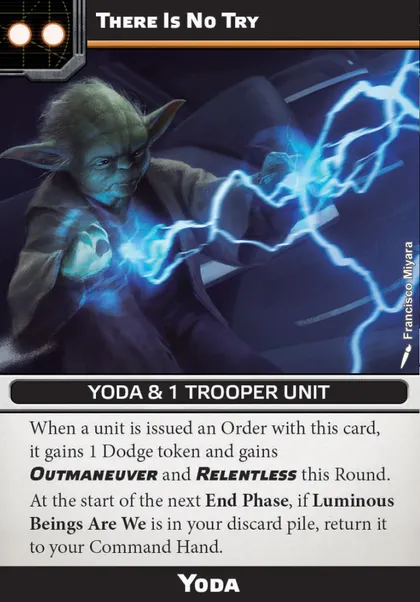 There Is No Try
Francisco Miyara
YODA & 1 TROOPER UNIT
When a unit is issued an Order with this card,
it gains 1 Dodge token and gains
Outmaneuver and Relentless this Round.
At the start of the next End Phase, if Luminous
Beings Are We is in your discard pile, return it
to your Command Hand.
Yoda